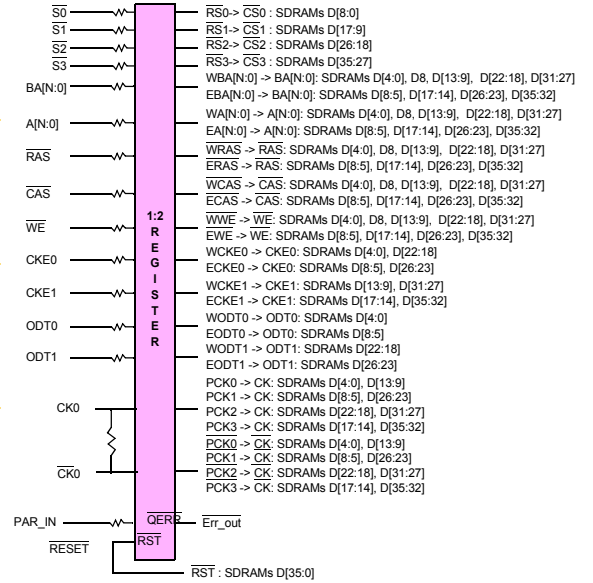 S0
RS0-> CS0 : SDRAMs D[8:0]
S1
RS1-> CS1 : SDRAMs D[17:9]
S2
RS2-> CS2 : SDRAMs D[26:18]
S3
RS3-> CS3 : SDRAMs D[35:27]
BA[N:0]
WBA[N:0] -> BA[N:0]: SDRAMs D[4:0], D8, D[13:9], D[22:18], D[31:27]
EBA[N:0] -> BA[N:0]: SDRAMs D[8:5], D[17:14], D[26:23], D[35:32]
A[N:0]
WA[N:0] -> A[N:0]: SDRAMs D[4:0], D8, D[13:9], D[22:18], D[31:27]
EA[N:0] -> A[N:0]: SDRAMs D[8:5], D[17:14], D[26:23], D[35:32]
RAS
WRAS -> RAS: SDRAMs D[4:0], D8, D[13:9], D[22:18], D[31:27]
ERAS -> RAS: SDRAMs D[8:5], D[17:14], D[26:23], D[35:32]
CAS
WCAS -> CAS: SDRAMs D[4:0], D8, D[13:9], D[22:18], D[31:27]
ECAS -> CAS: SDRAMs D[8:5], D[17:14], D[26:23], D[35:32]
WE
WWE -> WE: SDRAMs D[4:0], D8, D[13:9], D[22:18], D[31:27]
EWE -> WE: SDRAMs D[8:5], D[17:14], D[26:23], D[35:32]
CKE0
WCKE0 -> CKE0: SDRAMs D[4:0], D[22:18]
ECKE0 -> CKE0: SDRAMs D[8:5], D[26:23]
CKE1
WCKE1 -> CKE1: SDRAMs D[13:9], D[31:27]
ECKE1 -> CKE1: SDRAMs D[17:14], D[35:32]
ODT0
WODT0 -> ODT0: SDRAMs D[4:0]
EODT0 -> ODT0: SDRAMs D[8:5]
ODT1
WODT1 -> ODT1: SDRAMs D[22:18]
EODT1 -> ODT1: SDRAMs D[26:23]
1:2
R
E
G
I
S
T
E
R
CK0
PCK0 -> CK: SDRAMs D[4:0], D[13:9]
PCK1 -> CK: SDRAMs D[8:5], D[26:23]
PCK2 -> CK: SDRAMs D[22:18], D[31:27]
PCK3 -> CK: SDRAMs D[17:14], D[35:32]
CK0
PCK0 -> CK: SDRAMs D[4:0], D[13:9]
PCK1 -> CK: SDRAMs D[8:5], D[26:23]
PCK2 -> CK: SDRAMs D[22:18], D[31:27]
PCK3 -> CK: SDRAMs D[17:14], D[35:32]
PAR_IN
QERR
Err_out
RESET
RST
RST : SDRAMs D[35:0]